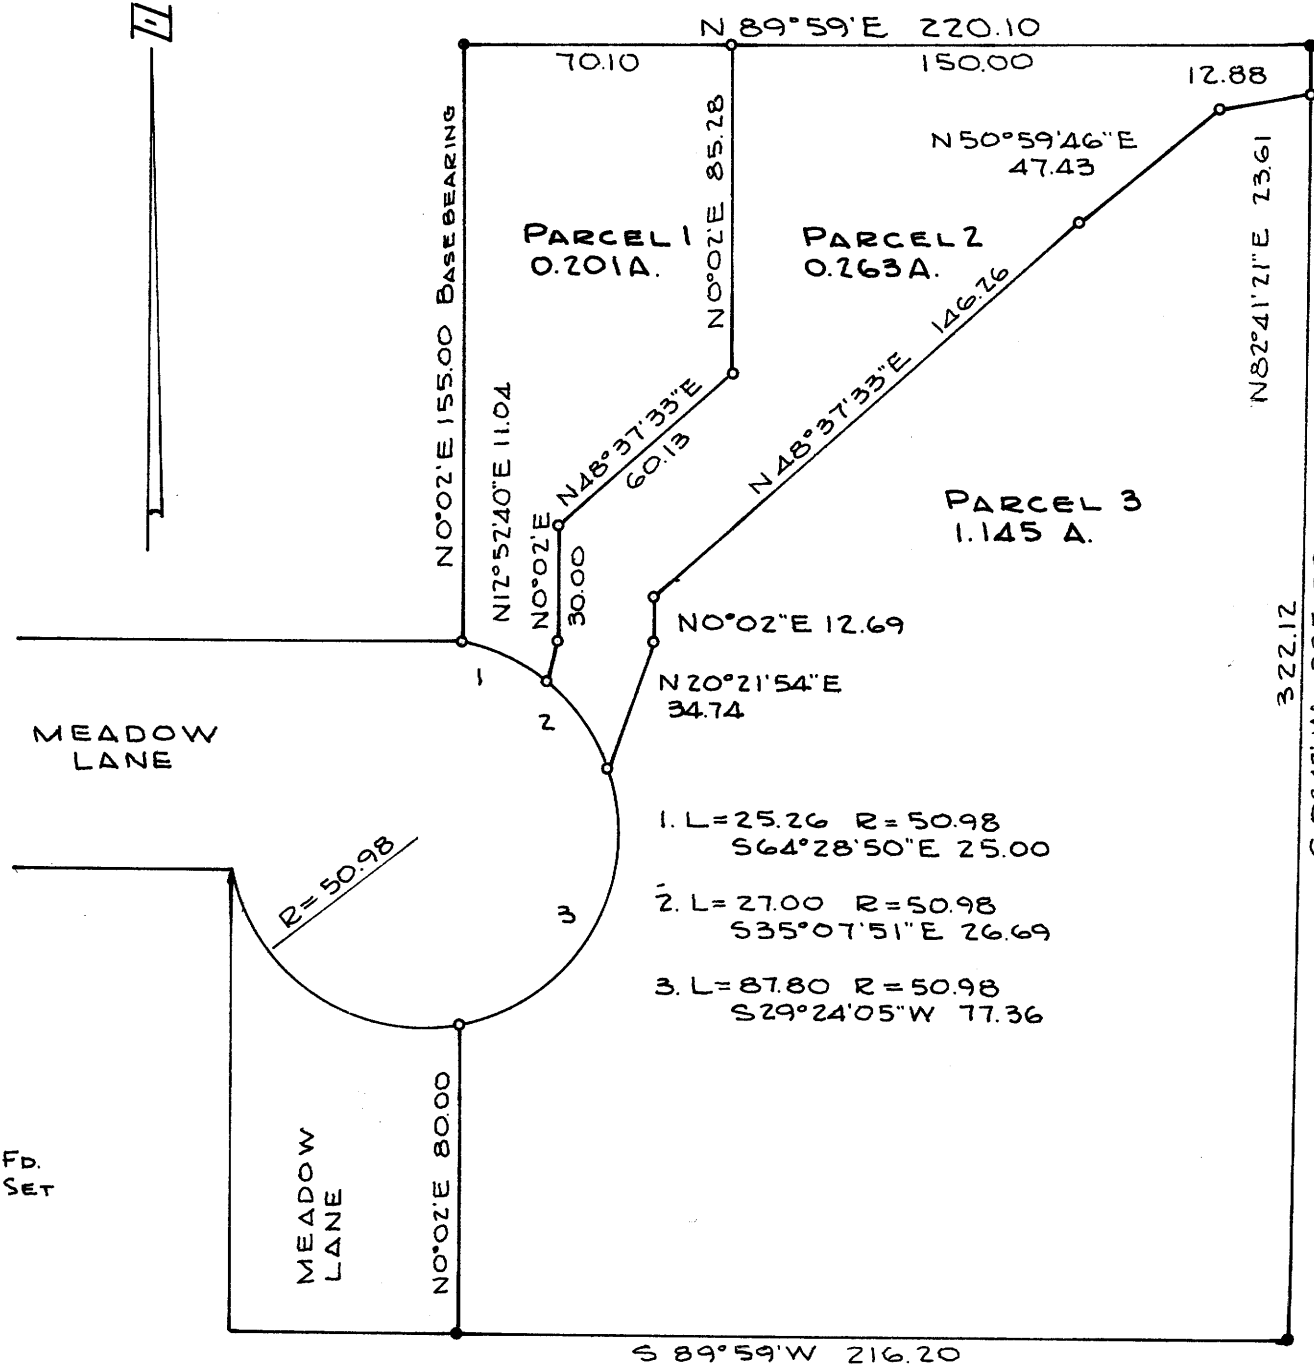 N 89°59'E 220.10
70.10
150.00
12.88
N50°59'46"E
47.43
N0°02'E 155.00 BASE BEARING
N0°02'E 85.28
PARCEL 1
0.201A.
PARCEL 2
0.263A.
N82°41'21"E 23.61
N48°37'33"E
60.13
N 48°37'33"E 146.26
N12°52'40"E 11.04
N0°02'E
30.00
PARCEL 3
1.145 A.
N0°02"E 12.69
N 20°21'54"E
34.74
322.12
MEADOW
LANE
1
2
3
R=50.98
1. L=25.26 R=50.98
S64°28'50"E 25.00
2. L=27.00 R=50.98
S35°07'51"E 26.69
3. L=87.80 R=50.98
S29°24'05"W 77.36
FD.
SET
MEADOW
LANE
N0°02'E 80.00
S 89°59'W 216.20